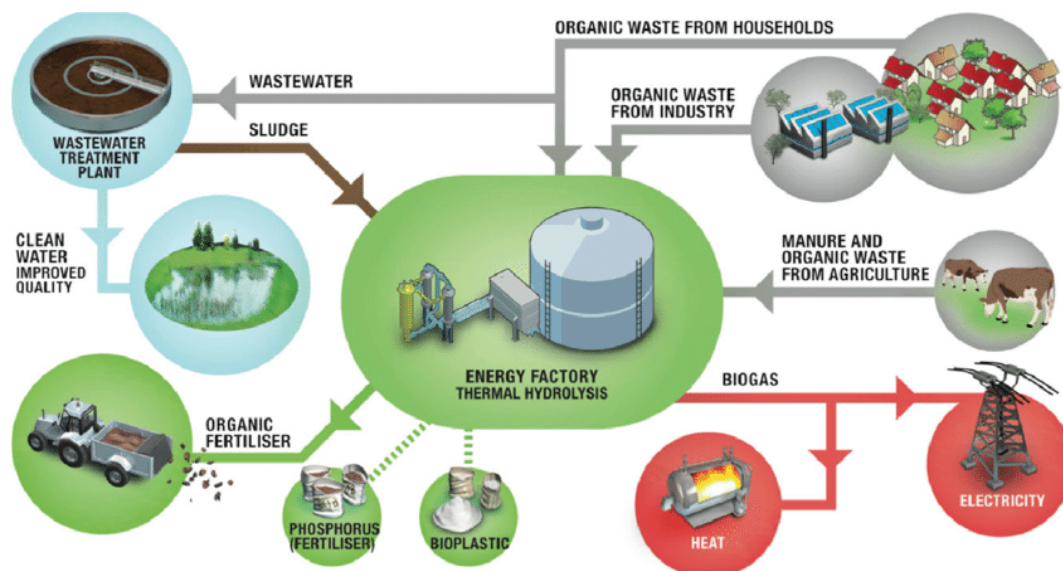 ORGANIC WASTE FROM HOUSEHOLDS
WASTEWATER
ORGANIC WASTE
FROM INDUSTRY
SLUDGE
WASTEWATER
TREATMENT
PLANT
CLEAN
WATER
IMPROVED
QUALITY
MANURE AND
ORGANIC WASTE
FROM AGRICULTURE
ENERGY FACTORY
THERMAL HYDROLYSIS
BIOGAS
ORGANIC
FERTILISER
ELECTRICITY
PHOSPHORUS
(FERTILISER)
BIOPLASTIC
HEAT